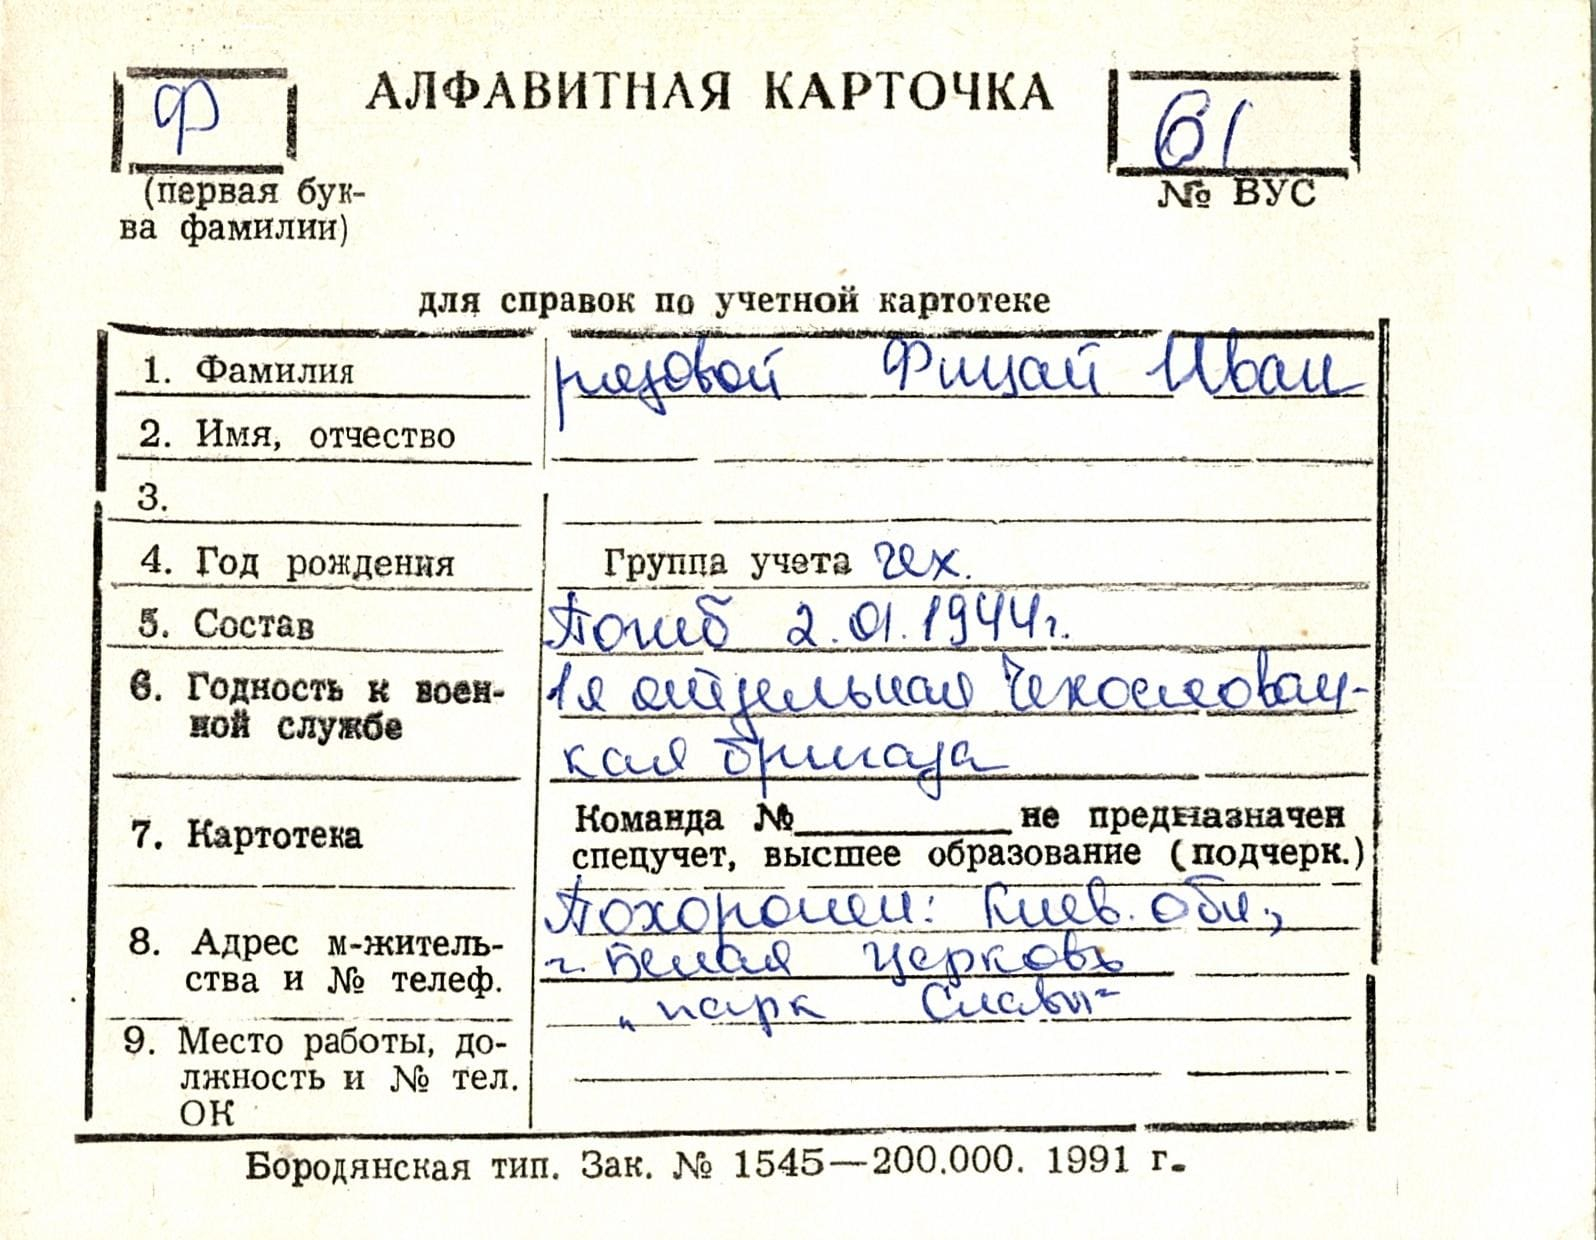 Ф АЛФАВИТНАЯ КАРТОЧКА 61
(первая бук-
ва фамилии)
№ ВУС
для справок по учетной картотеке
1. Фамилия рядовой Фицай Иван
2. Имя, отчество
3.
4. Год рождения Группа учета чех.
5. Состав Погиб 2.01.1944г.
6. Годность к воен- 1я отдельная Чехословац-
ной службе кая бригада
7. Картотека Команда № не предназначен
спецучет, высшее образование (подчерк.)
Похоронен: Киев. обл.,
8. Адрес м-житель- г. Белая Церковь
ства и № телеф. „парк Славы"
9. Место работы, до-
лжность и № тел.
ОК
Бородянская тип. Зак. № 1545—200.000. 1991 г.